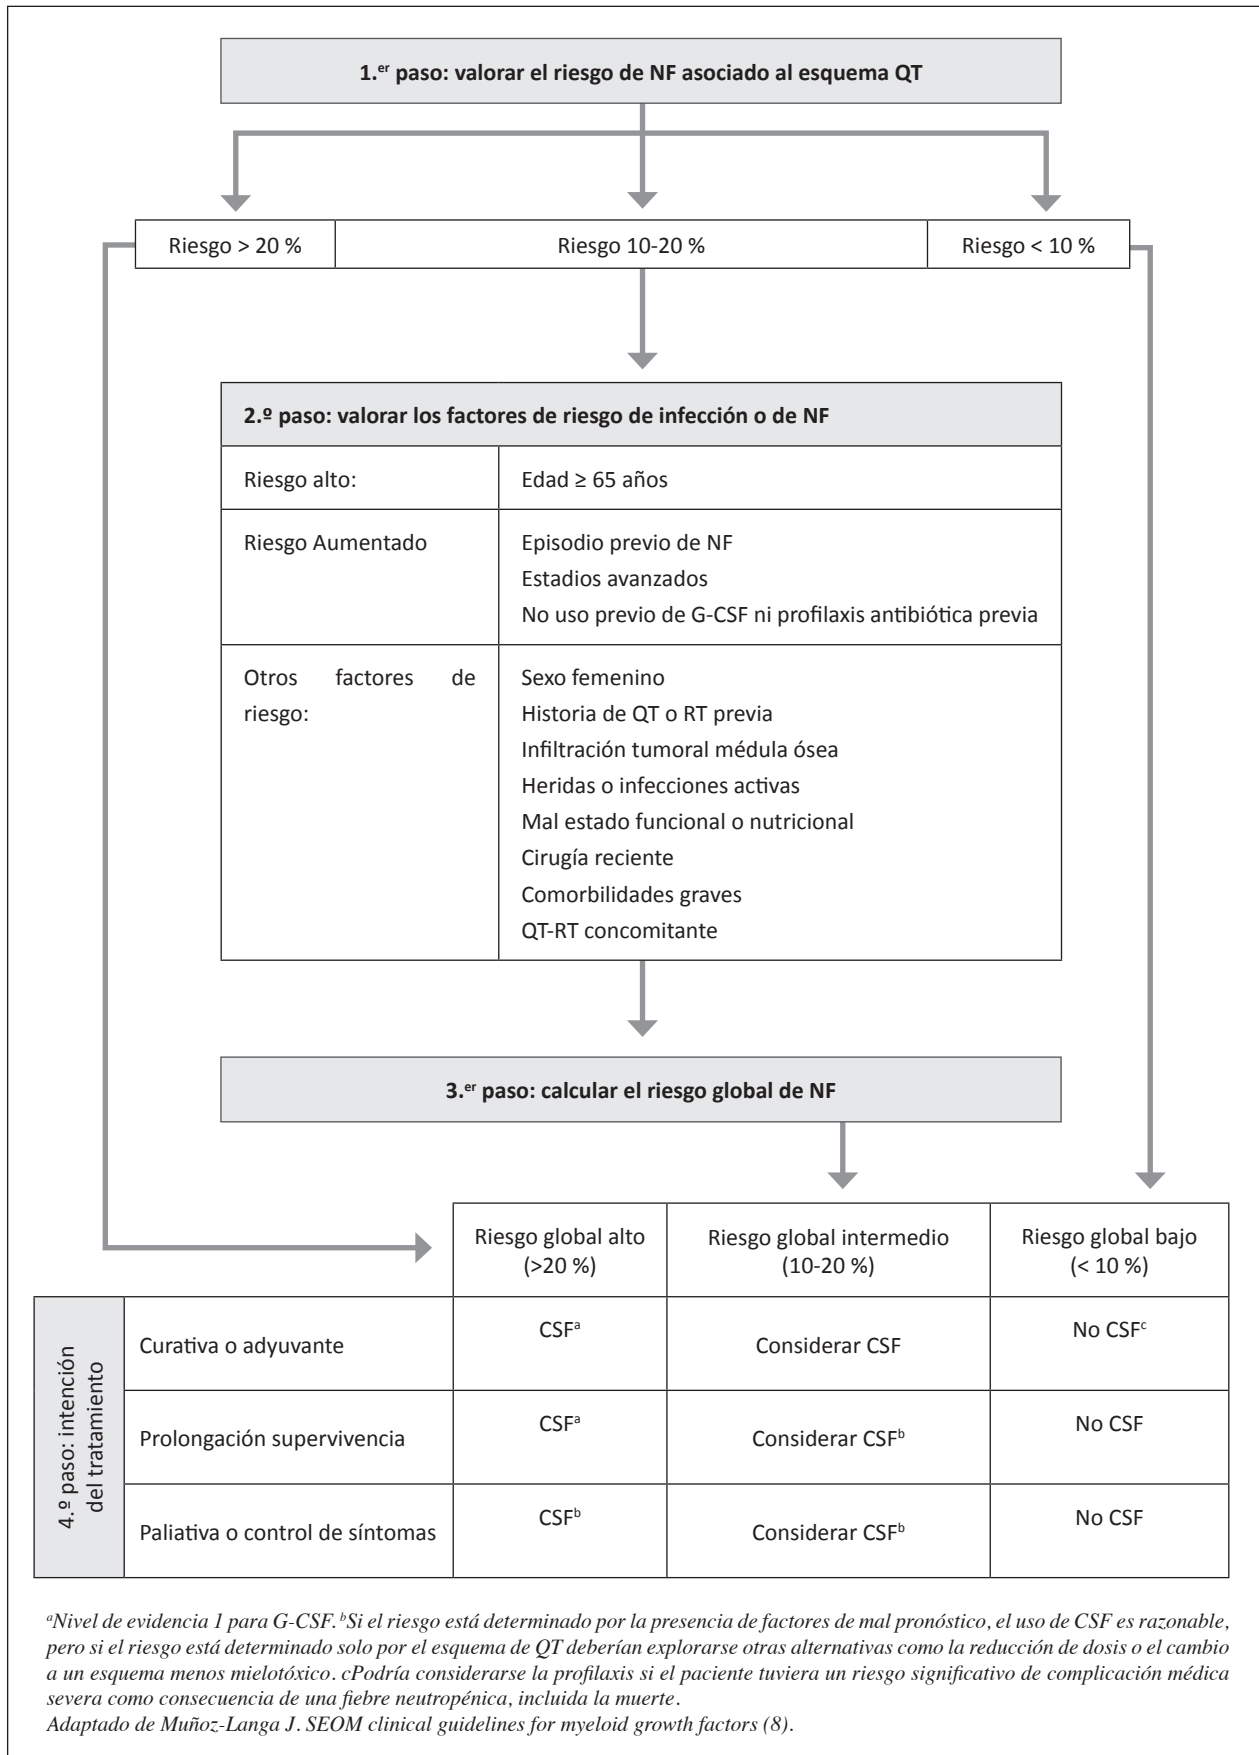 1.er paso: valorar el riesgo de NF asociado al esquema QT
Riesgo > 20 %
Riesgo 10-20 %
Riesgo < 10 %
2.º paso: valorar los factores de riesgo de infección o de NF
Riesgo alto:
Edad ≥ 65 años
Riesgo Aumentado
Episodio previo de NF
Estadios avanzados
No uso previo de G-CSF ni profilaxis antibiótica previa
Otros factores de
riesgo:
Sexo femenino
Historia de QT o RT previa
Infiltración tumoral médula ósea
Heridas o infecciones activas
Mal estado funcional o nutricional
Cirugía reciente
Comorbilidades graves
QT-RT concomitante
3.er paso: calcular el riesgo global de NF
Riesgo global alto
(>20 %)
Riesgo global intermedio
(10-20 %)
Riesgo global bajo
(< 10 %)
4.º paso: intención
del tratamiento
Curativa o adyuvante
CSFa
Considerar CSF
No CSFc
Prolongación supervivencia
CSFa
Considerar CSFb
No CSF
Paliativa o control de síntomas
CSFb
Considerar CSFb
No CSF
aNivel de evidencia 1 para G-CSF. bSi el riesgo está determinado por la presencia de factores de mal pronóstico, el uso de CSF es razonable,
pero si el riesgo está determinado solo por el esquema de QT deberían explorarse otras alternativas como la reducción de dosis o el cambio
a un esquema menos mielotóxico. cPodría considerarse la profilaxis si el paciente tuviera un riesgo significativo de complicación médica
severa como consecuencia de una fiebre neutropénica, incluida la muerte.
Adaptado de Muñoz-Langa J. SEOM clinical guidelines for myeloid growth factors (8).